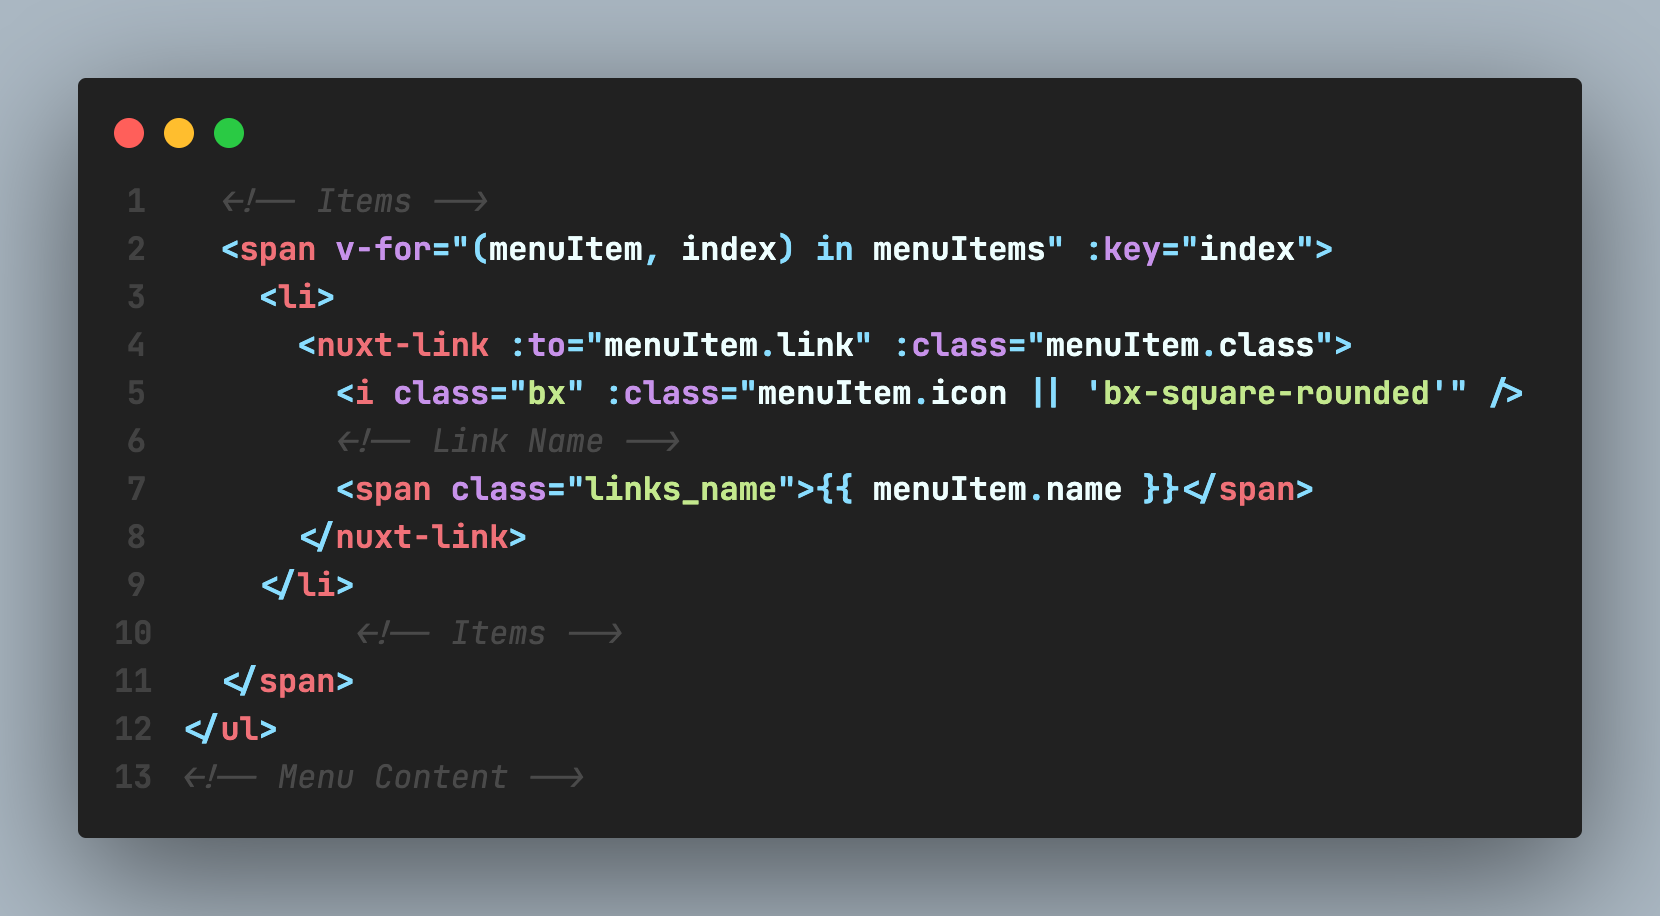 1 <!-- Items -->
2 <span v-for="(menuItem, index) in menuItems" :key="index">
3 <li>
4 <nuxt-link :to="menuItem.link" :class="menuItem.class">
5 <i class="bx" :class="menuItem.icon || 'bx-square-rounded'" />
6 <!-- Link Name -->
7 <span class="links_name">{{ menuItem.name }}</span>
8 </nuxt-link>
9 </li>
10 <!-- Items -->
11 </span>
12 </ul>
13 <!-- Menu Content -->